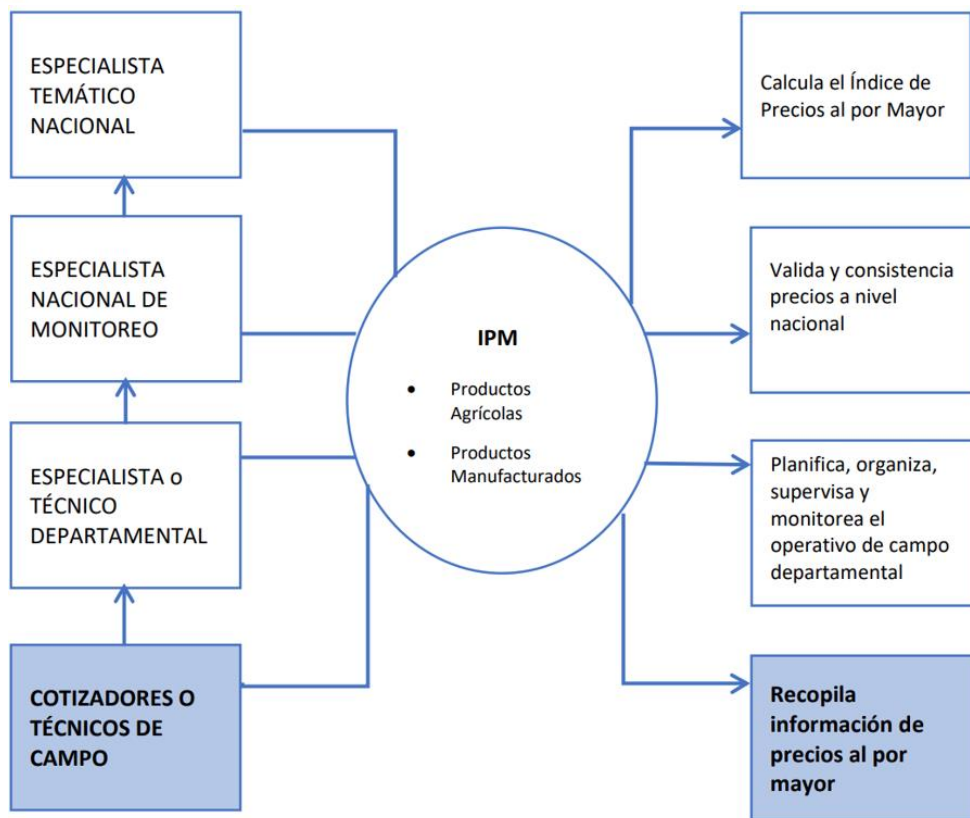 ESPECIALISTA
TEMÁTICO
NACIONAL
ESPECIALISTA
NACIONAL DE
MONITOREO
ESPECIALISTA o
TÉCNICO
DEPARTAMENTAL
COTIZADORES O
TÉCNICOS DE
CAMPO
IPM
• Productos
Agrícolas
• Productos
Manufacturados
Calcula el Índice de
Precios al por Mayor
Valida y consistencia
precios a nivel
nacional
Planifica, organiza,
supervisa y
monitorea el
operativo de campo
departamental
Recopila
información de
precios al por
mayor